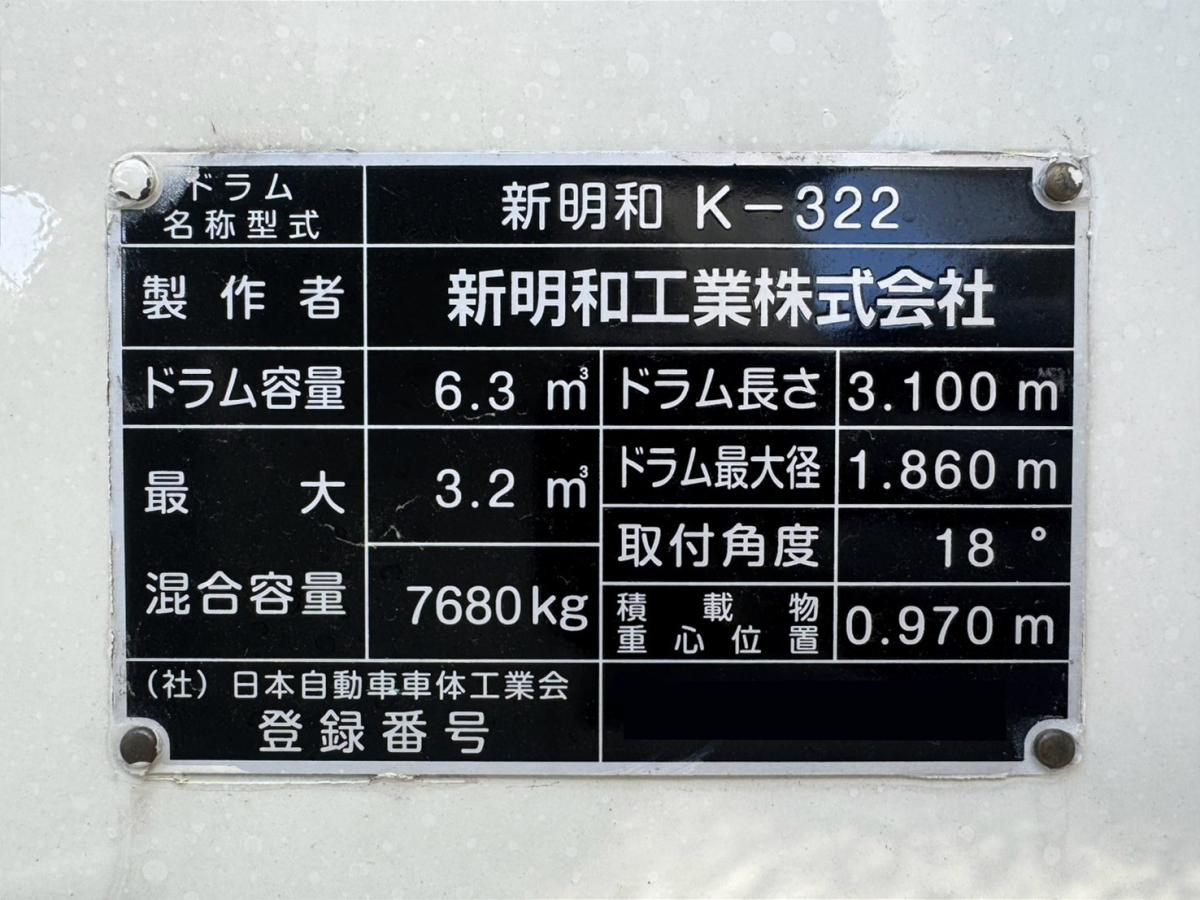 ドラム
名称型式
新明和 K-322
製作者
新明和工業株式会社
ドラム容量
6.3 m³
ドラム長さ
3.100 m
最大
混合容量
3.2 m³
7680kg
ドラム最大径
1.860 m
取付角度
18 °
積載物
重心位置
0.970 m
(社)日本自動車車体工業会
登録番号